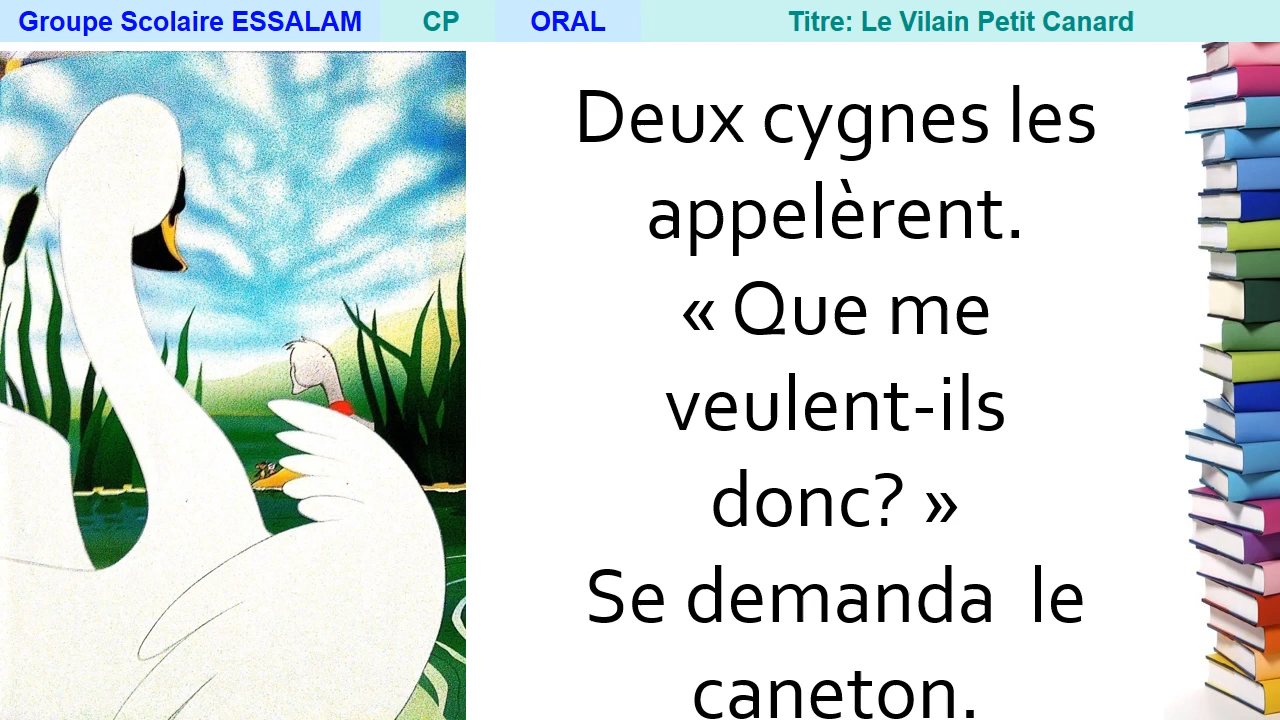 Groupe Scolaire ESSALAM CP ORAL Titre: Le Vilain Petit Canard
Deux cygnes les
appelèrent.
« Que me
veulent-ils
donc? »
Se demanda le
caneton.